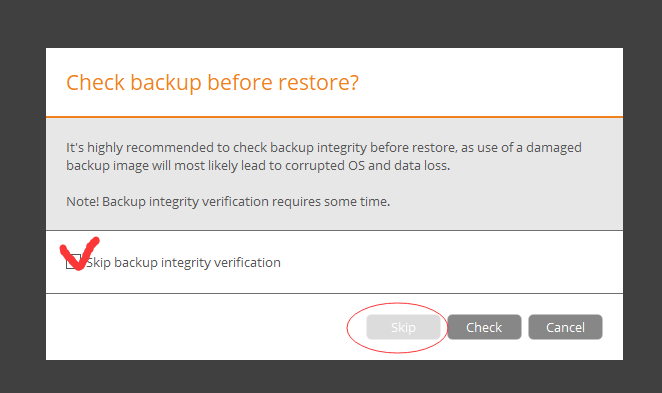 Check backup before restore?
It's highly recommended to check backup integrity before restore, as use of a damaged
backup image will most likely lead to corrupted OS and data loss.
Note! Backup integrity verification requires some time.
Skip backup integrity verification
Skip
Check
Cancel